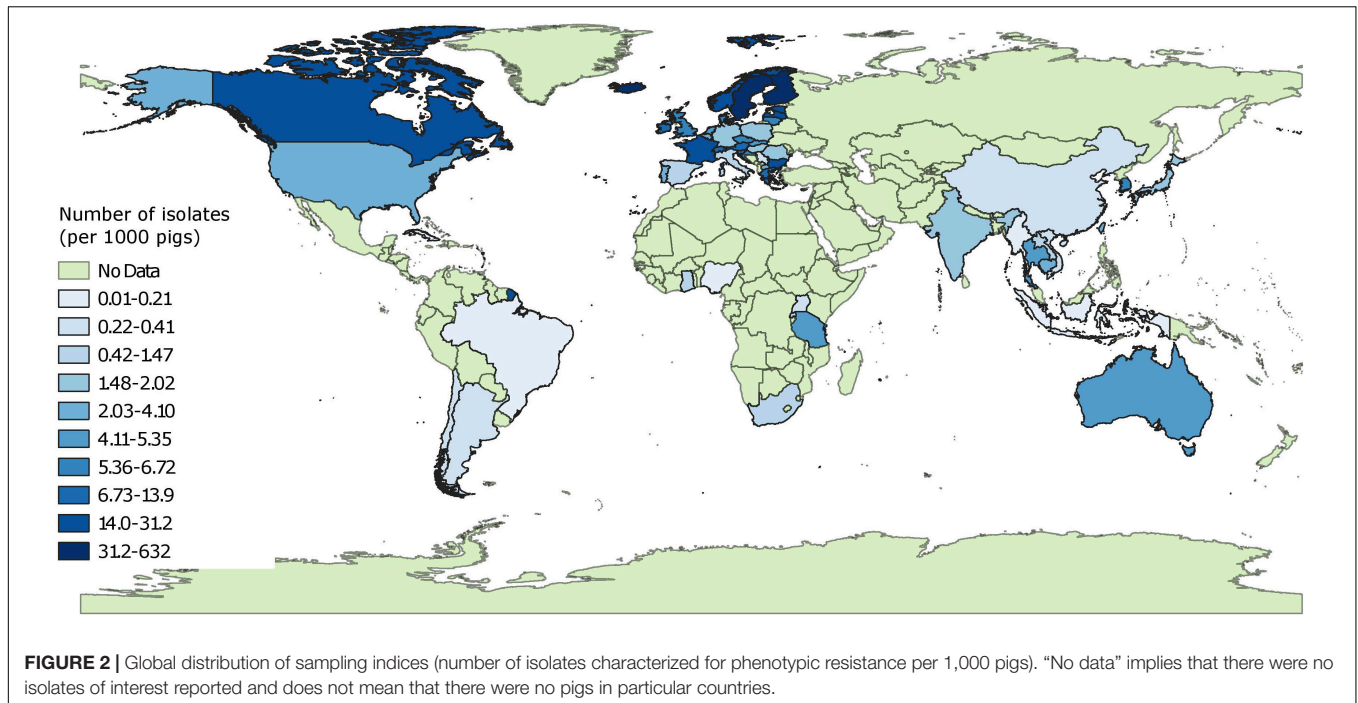 Number of isolates
(per 1000 pigs)
No Data
0.01-0.21
0.22-0.41
0.42-1.47
1.48-2.02
2.03-4.10
4.11-5.35
5.36-6.72
6.73-13.9
14.0-31.2
31.2-632
FIGURE 2 | Global distribution of sampling indices (number of isolates characterized for phenotypic resistance per 1,000 pigs). “No data” implies that there were no
isolates of interest reported and does not mean that there were no pigs in particular countries.